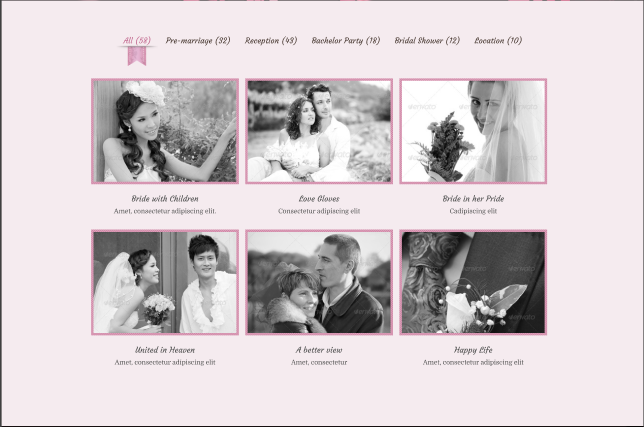 All (58) Pre-marriage (32) Reception (43) Bachelor Party (18) Bridal Shower (12) Location (10)
Bride with Children
Amet, consectetur adipiscing elit.
Love Gloves
Consectetur adipiscing elit
Bride in her Pride
Cadipiscing elit
United in Heaven
Amet, consectetur adipiscing elit
A better view
Amet, consectetur
Happy Life
Amet, consectetur adipiscing elit